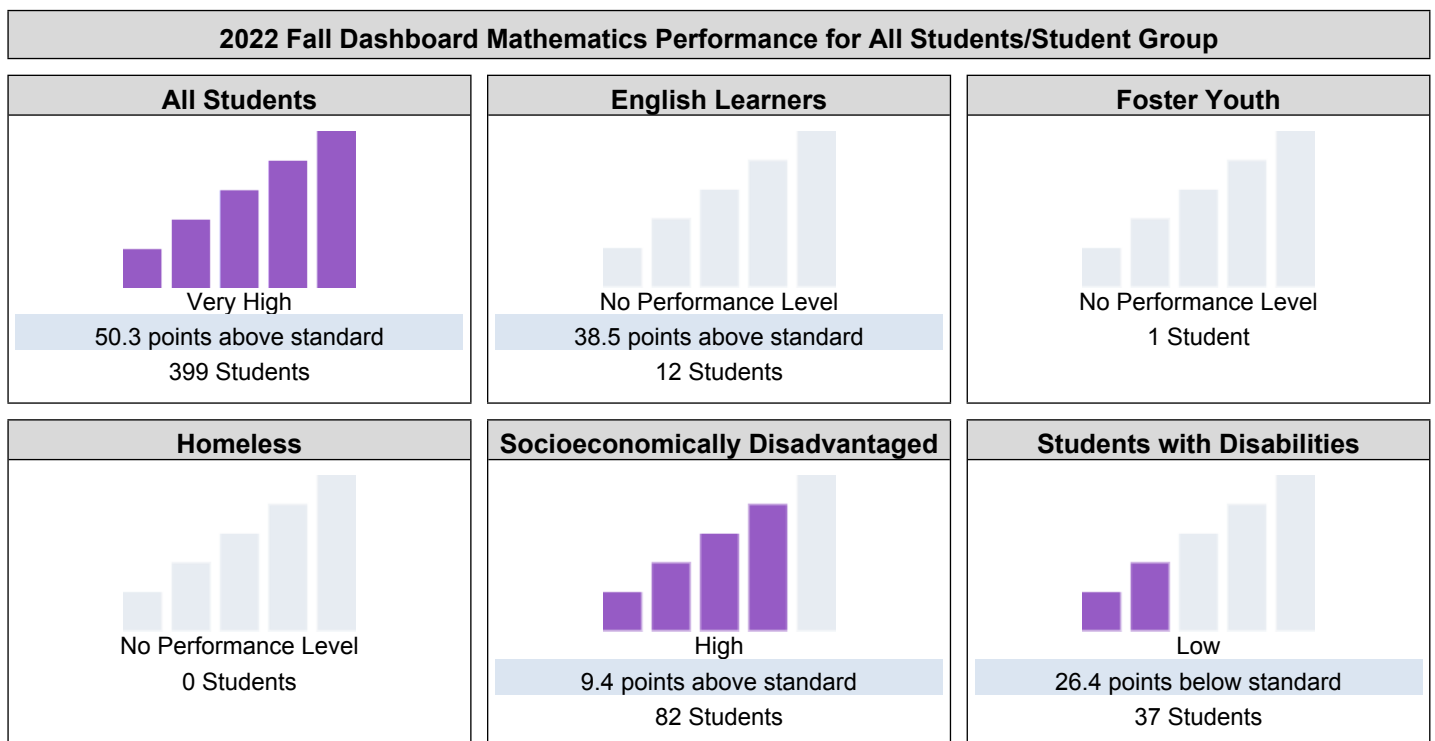 2022 Fall Dashboard Mathematics Performance for All Students/Student Group
All Students
Very High
50.3 points above standard
399 Students
English Learners
No Performance Level
38.5 points above standard
12 Students
Foster Youth
No Performance Level
1 Student
Homeless
No Performance Level
0 Students
Socioeconomically Disadvantaged
High
9.4 points above standard
82 Students
Students with Disabilities
Low
26.4 points below standard
37 Students